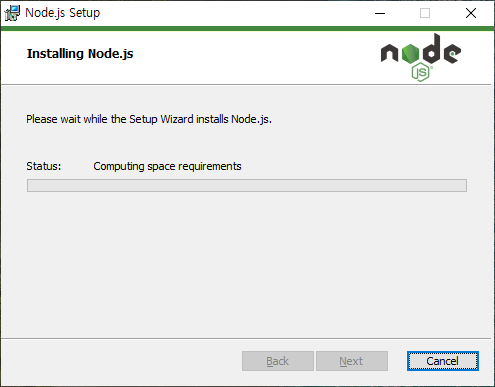 Node.js Setup
Installing Node.js
node
JS
Please wait while the Setup Wizard installs Node.js.
Status: Computing space requirements
Back Next Cancel